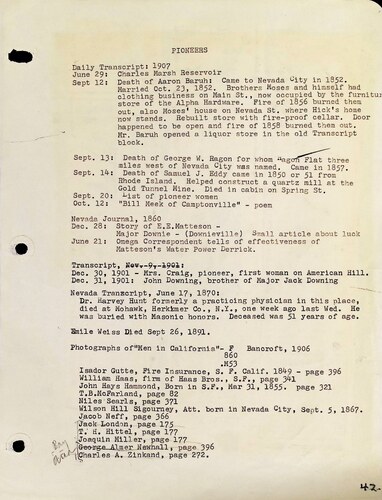 PIONEERS
Daily Transcript: 1907
June 29: Charles Marsh Reservoir
Sept 12: Death of Aaron Baruh: Came to Nevada City in 1852.
Married Oct. 23, 1852. Brothers Moses and himself had
clothing business on Main St., now occupied by the furnitur
store of the Alpha Hardware. Fire of 1856 burned them
out, also Moses' house on Nevada St. where Hick's home
now stands. Rebuilt store with fire-proof cellar. Door
happened to be open and fire of 1858 burned them out.
Mr. Baruh opened a liquor store in the old Transcript
block.
Sept. 13: Death of George W. Ragon for whom Ragon Flat three
miles west of Nevada City was named. Came in 1857.
Sept. 14: Death of Samuel J. Eddy came in 1850 or 51 from
Rhode Island. Helped construct a quartz mill at the
Gold Tunnel Mine. Died in cabin on Spring St.
Sept. 20: List of pioneer women
Oct. 12: "Bill Meek of Camptonville" - poem
Nevada Journal, 1860
Dec. 28: Story of E.E.Matteson -
Major Downie - (Downieville) Small article about luck
June 21: Omega Correspondent tells of effectiveness of
Matteson's Water Power Derrick.
Transcript, Nov. 9, 1901:
Dec. 30, 1901 - Mrs. Craig, pioneer, first woman on American Hill.
Dec. 31, 1901: John Downing, brother of Major Jack Downing
Nevada Transcript, June 17, 1870:
Dr. Harvey Hunt formerly a practising physician in this place,
died at Mohawk, Herkimer Co., N.Y., one week ago last Wed. He
was buried with Masonic honors. Deceased was 51 years of age.
Emile Weiss Died Sept 26, 1891.
Photographs of "Men in California" - F Bancroft, 1906
860
.H53
Isador Gutte, Fire Insurance, S. F. Calif. 1849 - page 396
William Haas, firm of Haas Bros., S.F., page 341
John Hays Hammond, Born in S.F., Mar 31, 1855. page 321
T.B.McFarland, page 82
Niles Searls, page 371
Wilson Hill Sigourney, Att. born in Nevada City, Sept. 5, 1867.
Jacob Neff, page 366
Jack London, page 175
T. H. Hittel, page 177
Joaquin Miller, page 177
George Almer Newhall, page 396
Charles A. Zinkand, page 272.
42.